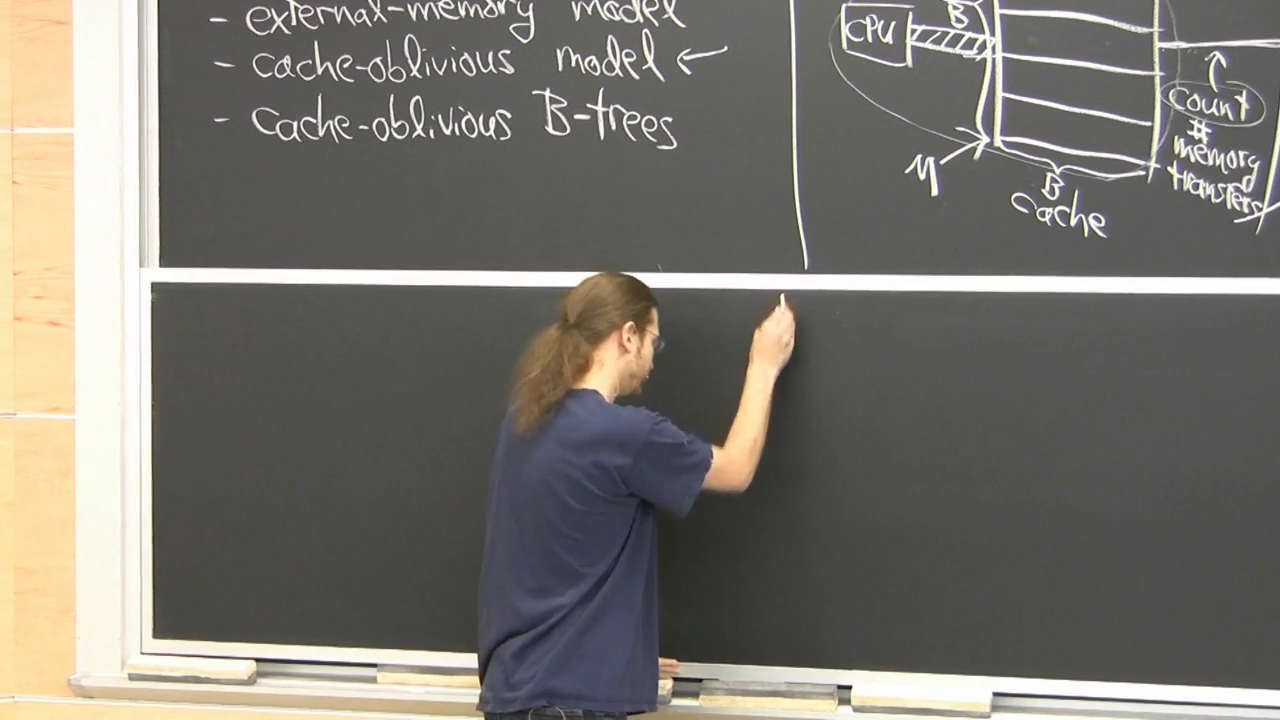 - external-memory model
- cache-oblivious model ←
- cache-oblivious B-trees
CPU
B
M
B
cache
count
#
memory
transfers